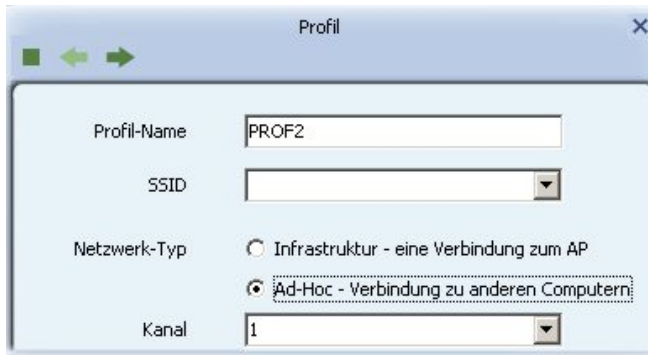 Profil
Profil-Name PROF2
SSID
Netzwerk-Typ Infrastruktur - eine Verbindung zum AP
Ad-Hoc - Verbindung zu anderen Computern
Kanal 1